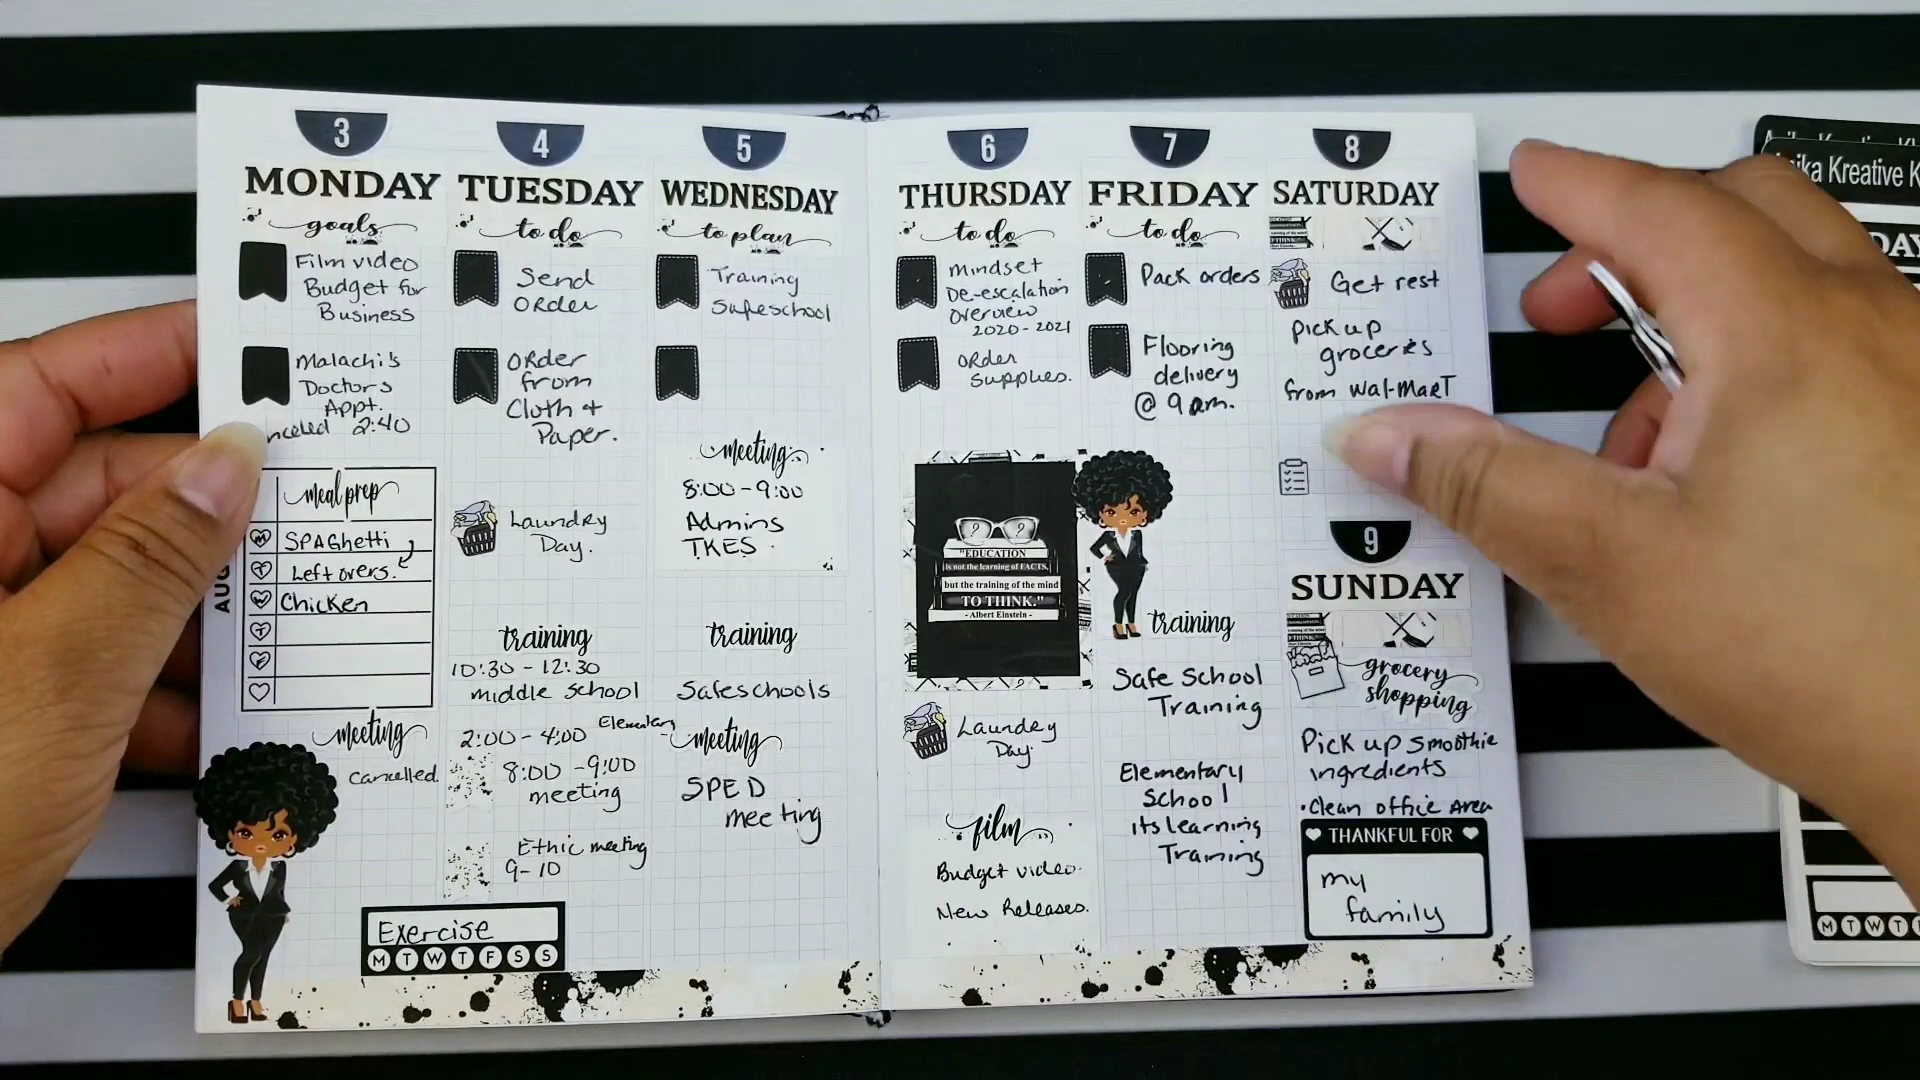 3
MONDAY
goals
Film video
Budget for
Business
Malachi's
Doctors
Appt.
2:40
AUG
meal prep
M SPAGhetti
T Leftovers.
W Chicken
T
F
meeting
Cancelled.
Exercise
M T W T F S S
4
TUESDAY
to do
Send
ORder
ORder
from
Cloth +
Paper.
Laundry
Day.
training
10:30 - 12:30
middle school
2:00 - 4:00 Elementary
8:00 - 9:00
meeting
Ethic meeting
9-10
5
WEDNESDAY
to plan
Training
Safeschool
meeting
8:00 - 9:00
Admins
TKES
training
Safeschools
meeting
SPED
meeting
6
THURSDAY
to do
Mindset
De-escalation
Overview
2020 - 2021
ORder
Supplies.
"EDUCATION
is not the learning of FACTS,
but the training of the mind
TO THINK."
- Albert Einstein -
Laundry
Day
film
Budget video.
New Releases.
7
FRIDAY
to do
Pack orders
Flooring
delivery
@ 9am.
training
Safe School
Training
Elementary
School
its learning
Training
8
SATURDAY
Get rest
Pick up
groceries
from Wal-MarT
9
SUNDAY
grocery
shopping
Pick up smoothie
ingredients
• Clean office Area
THANKFUL FOR
my
family
ika Kreative K
DAY
M T W T